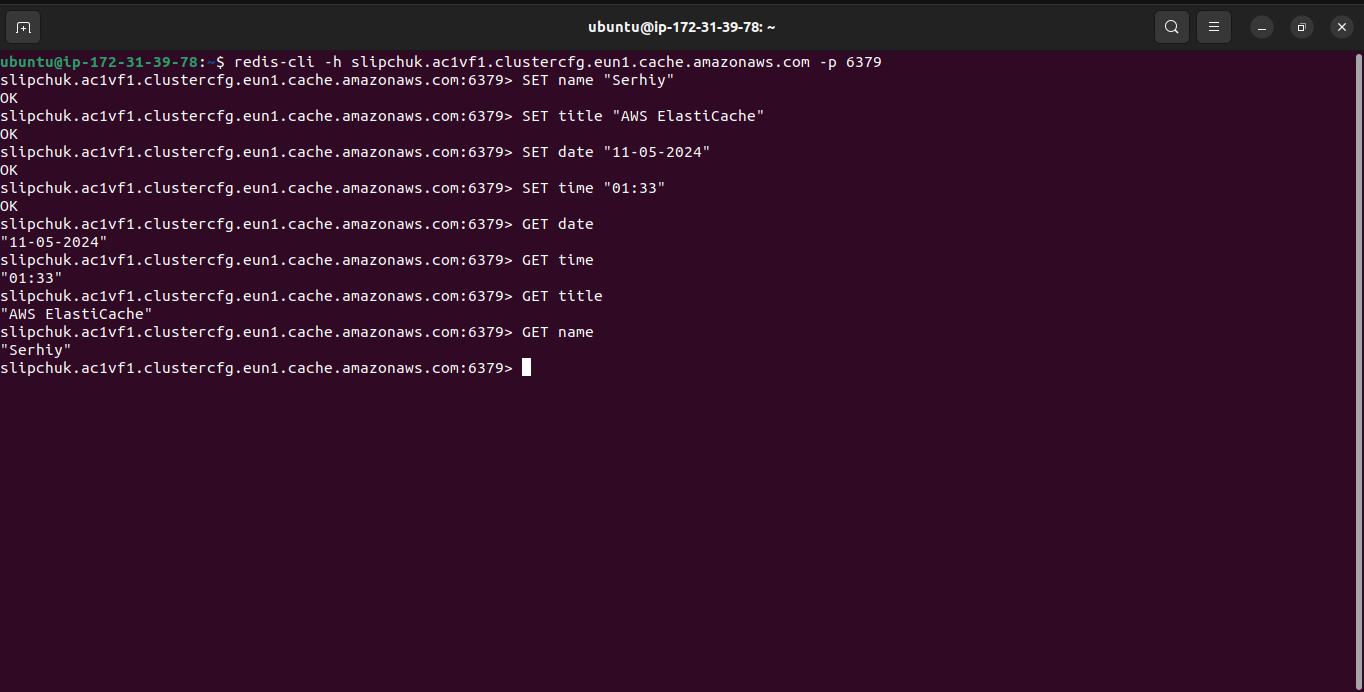 ubuntu@ip-172-31-39-78: ~
ubuntu@ip-172-31-39-78:~$ redis-cli -h slipchuk.ac1vf1.clustercfg.eun1.cache.amazonaws.com -p 6379
slipchuk.ac1vf1.clustercfg.eun1.cache.amazonaws.com:6379> SET name "Serhiy"
OK
slipchuk.ac1vf1.clustercfg.eun1.cache.amazonaws.com:6379> SET title "AWS ElastiCache"
OK
slipchuk.ac1vf1.clustercfg.eun1.cache.amazonaws.com:6379> SET date "11-05-2024"
OK
slipchuk.ac1vf1.clustercfg.eun1.cache.amazonaws.com:6379> SET time "01:33"
OK
slipchuk.ac1vf1.clustercfg.eun1.cache.amazonaws.com:6379> GET date
"11-05-2024"
slipchuk.ac1vf1.clustercfg.eun1.cache.amazonaws.com:6379> GET time
"01:33"
slipchuk.ac1vf1.clustercfg.eun1.cache.amazonaws.com:6379> GET title
"AWS ElastiCache"
slipchuk.ac1vf1.clustercfg.eun1.cache.amazonaws.com:6379> GET name
"Serhiy"
slipchuk.ac1vf1.clustercfg.eun1.cache.amazonaws.com:6379>